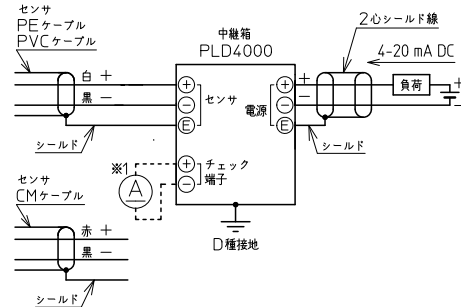 センサ
PEケーブル
PVCケーブル
白 +
黒 −
シールド
中継箱
PLD4000
+
−
E
センサ
+
−
チェック
端子
※1
A
電源
+
−
E
+
−
2心シールド線
4-20 mA DC
負荷
+
−
シールド
D種接地
センサ
CMケーブル
赤 +
黒 −
シールド